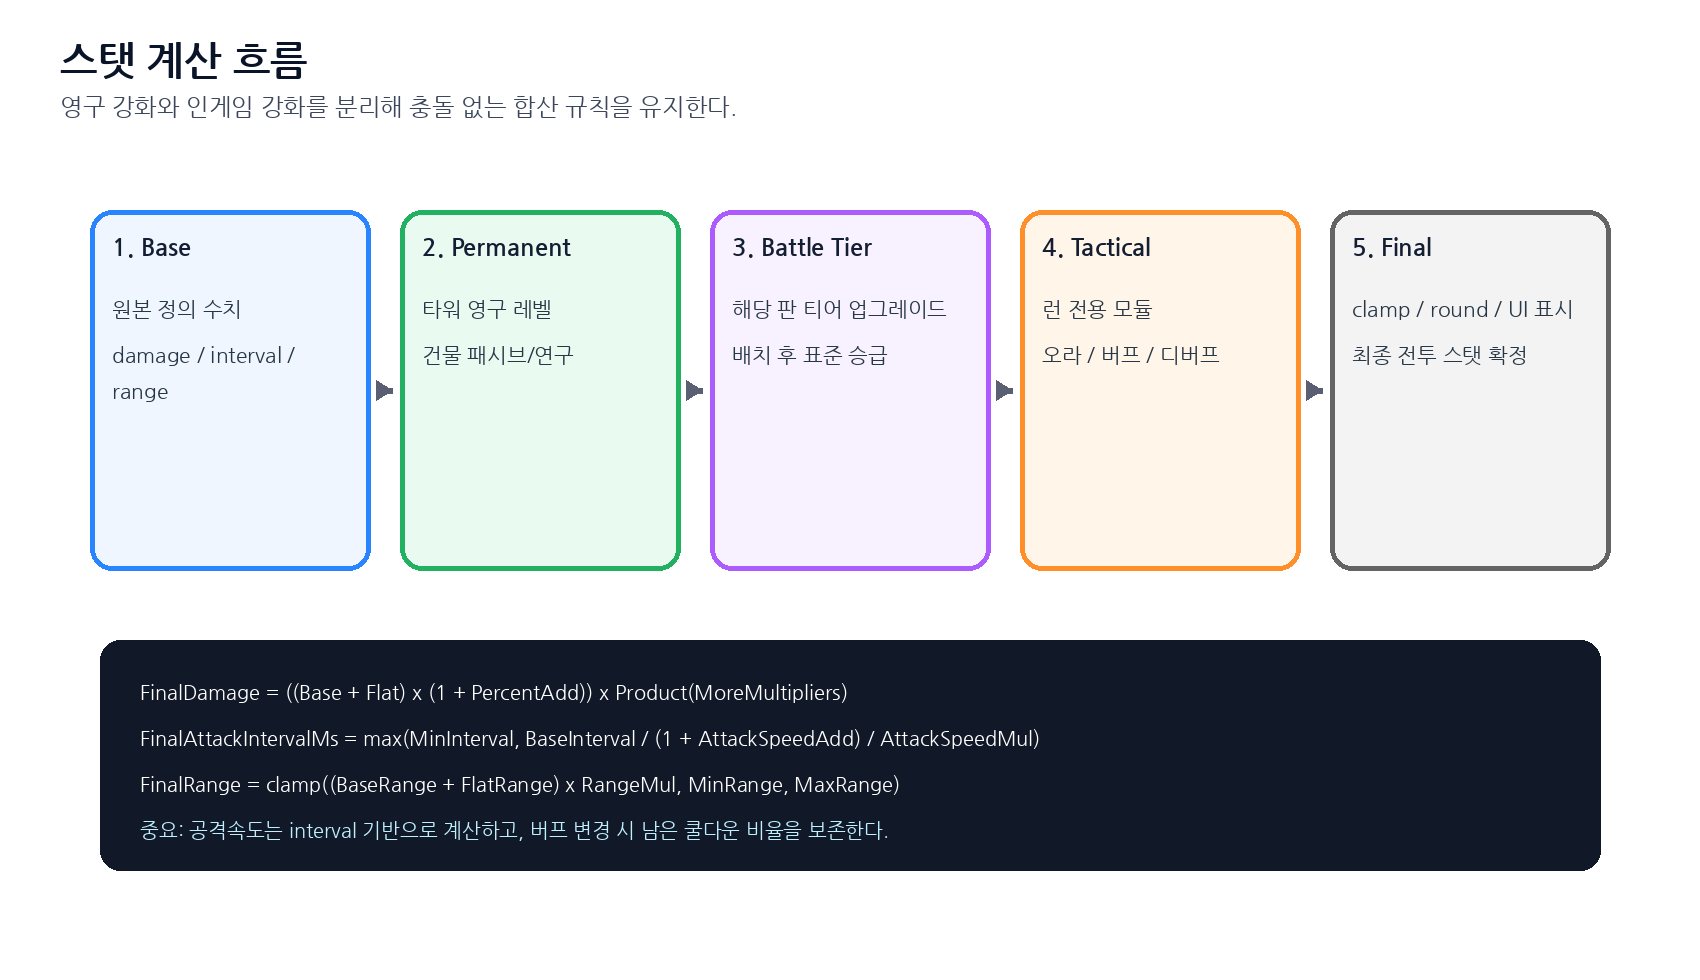 스탯 계산 흐름
영구 강화와 인게임 강화를 분리해 충돌 없는 합산 규칙을 유지한다.
1. Base
원본 정의 수치
damage / interval /
range
2. Permanent
타워 영구 레벨
건물 패시브/연구
3. Battle Tier
해당 판 티어 업그레이드
배치 후 표준 승급
4. Tactical
런 전용 모듈
오라 / 버프 / 디버프
5. Final
clamp / round / UI 표시
최종 전투 스탯 확정
FinalDamage = ((Base + Flat) x (1 + PercentAdd)) x Product(MoreMultipliers)
FinalAttackIntervalMs = max(MinInterval, BaseInterval / (1 + AttackSpeedAdd) / AttackSpeedMul)
FinalRange = clamp((BaseRange + FlatRange) x RangeMul, MinRange, MaxRange)
중요: 공격속도는 interval 기반으로 계산하고, 버프 변경 시 남은 쿨다운 비율을 보존한다.